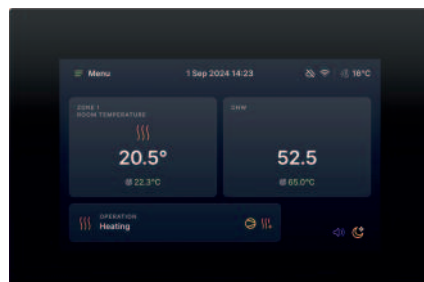 Menu
1 Sep 2024 14:23
18°C
ZONE 1
ROOM TEMPERATURE
20.5°
22.3°C
DHW
52.5
65.0°C
OPERATION
Heating